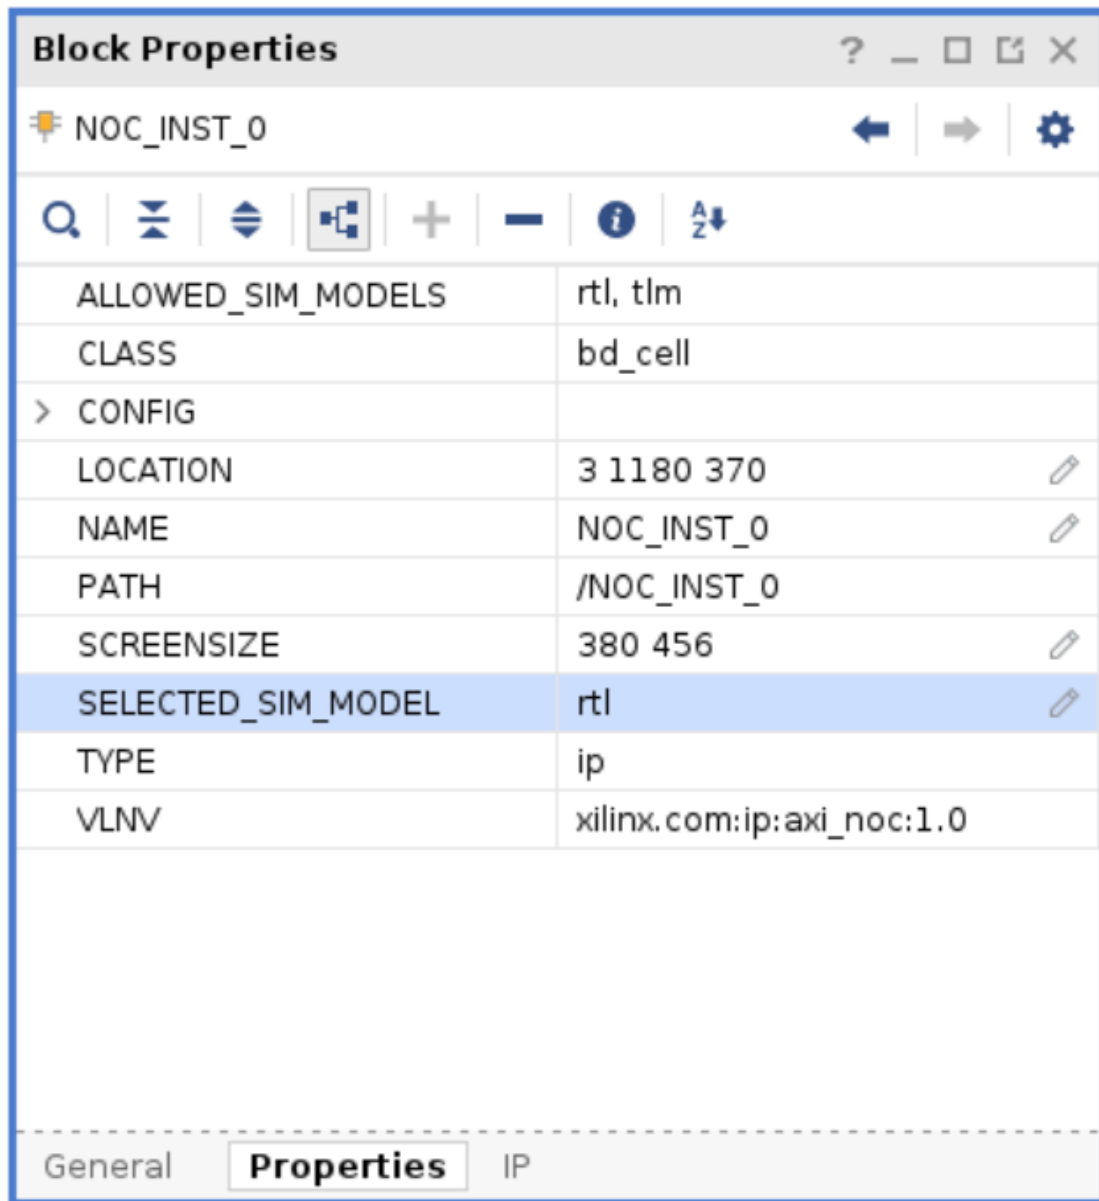 Block Properties
NOC_INST_0
ALLOWED_SIM_MODELS rtl, tlm
CLASS bd_cell
CONFIG
LOCATION 3 1180 370
NAME NOC_INST_0
PATH /NOC_INST_0
SCREENSIZE 380 456
SELECTED_SIM_MODEL rtl
TYPE ip
VLNV xilinx.com:ip:axi_noc:1.0
General Properties IP